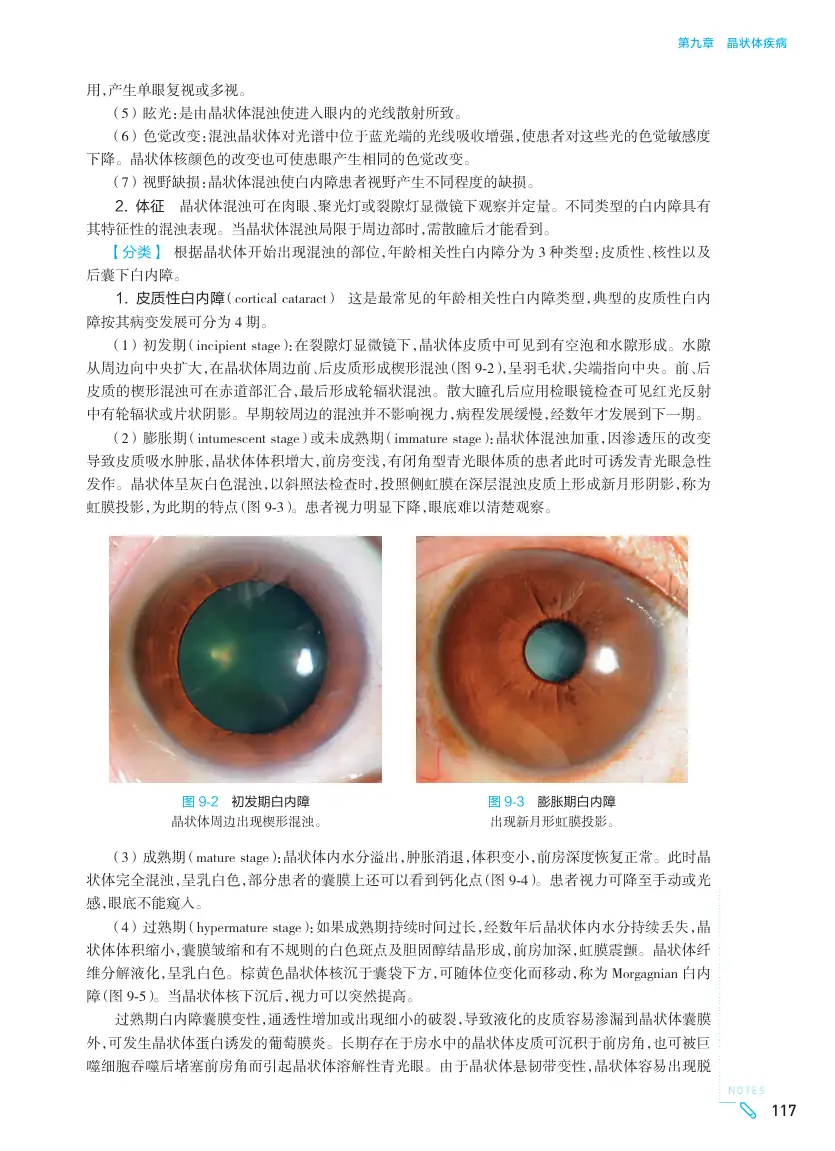 第九章 晶状体疾病
用,产生单眼复视或多视。
（5）眩光:是由晶状体混浊使进入眼内的光线散射所致。
（6）色觉改变:混浊晶状体对光谱中位于蓝光端的光线吸收增强,使患者对这些光的色觉敏感度
下降。晶状体核颜色的改变也可使患眼产生相同的色觉改变。
（7）视野缺损:晶状体混浊使白内障患者视野产生不同程度的缺损。
2. 体征 晶状体混浊可在肉眼、聚光灯或裂隙灯显微镜下观察并定量。不同类型的白内障具有
其特征性的混浊表现。当晶状体混浊局限于周边部时,需散瞳后才能看到。
【分类】 根据晶状体开始出现混浊的部位,年龄相关性白内障分为 3 种类型:皮质性、核性以及
后囊下白内障。
1. 皮质性白内障（cortical cataract） 这是最常见的年龄相关性白内障类型,典型的皮质性白内
障按其病变发展可分为 4 期。
（1）初发期（incipient stage）:在裂隙灯显微镜下,晶状体皮质中可见到有空泡和水隙形成。水隙
从周边向中央扩大,在晶状体周边前、后皮质形成楔形混浊（图 9-2）,呈羽毛状,尖端指向中央。前、后
皮质的楔形混浊可在赤道部汇合,最后形成轮辐状混浊。散大瞳孔后应用检眼镜检查可见红光反射
中有轮辐状或片状阴影。早期较周边的混浊并不影响视力,病程发展缓慢,经数年才发展到下一期。
（2）膨胀期（intumescent stage）或未成熟期（immature stage）:晶状体混浊加重,因渗透压的改变
导致皮质吸水肿胀,晶状体体积增大,前房变浅,有闭角型青光眼体质的患者此时可诱发青光眼急性
发作。晶状体呈灰白色混浊,以斜照法检查时,投照侧虹膜在深层混浊皮质上形成新月形阴影,称为
虹膜投影,为此期的特点（图 9-3）。患者视力明显下降,眼底难以清楚观察。
图 9-2 初发期白内障
晶状体周边出现楔形混浊。
图 9-3 膨胀期白内障
出现新月形虹膜投影。
（3）成熟期（mature stage）:晶状体内水分溢出,肿胀消退,体积变小,前房深度恢复正常。此时晶
状体完全混浊,呈乳白色,部分患者的囊膜上还可以看到钙化点（图 9-4）。患者视力可降至手动或光
感,眼底不能窥入。
（4）过熟期（hypermature stage）:如果成熟期持续时间过长,经数年后晶状体内水分持续丢失,晶
状体体积缩小,囊膜皱缩和有不规则的白色斑点及胆固醇结晶形成,前房加深,虹膜震颤。晶状体纤
维分解液化,呈乳白色。棕黄色晶状体核沉于囊袋下方,可随体位变化而移动,称为 Morgagnian 白内
障（图 9-5）。当晶状体核下沉后,视力可以突然提高。
过熟期白内障囊膜变性,通透性增加或出现细小的破裂,导致液化的皮质容易渗漏到晶状体囊膜
外,可发生晶状体蛋白诱发的葡萄膜炎。长期存在于房水中的晶状体皮质可沉积于前房角,也可被巨
噬细胞吞噬后堵塞前房角而引起晶状体溶解性青光眼。由于晶状体悬韧带变性,晶状体容易出现脱
NOTES
117